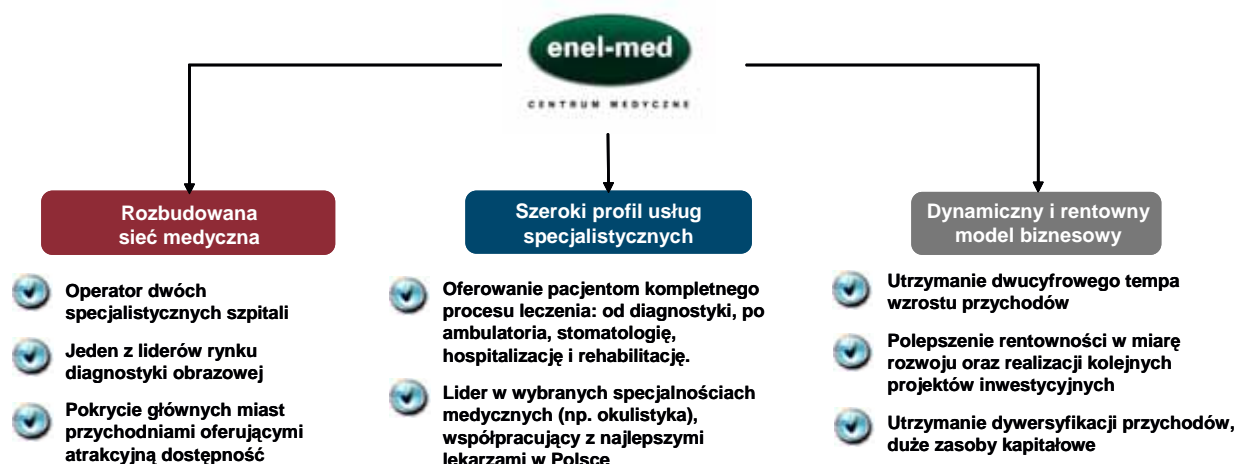 enel-med
CENTRUM MEDYCZNE
Rozbudowana
sieć medyczna
Operator dwóch
specjalistycznych szpitali
Jeden z liderów rynku
diagnostyki obrazowej
Pokrycie głównych miast
przychodniami oferującymi
atrakcyjną dostępność
Szeroki profil usług
specjalistycznych
Oferowanie pacjentom kompletnego
procesu leczenia: od diagnostyki, po
ambulatoria, stomatologię,
hospitalizację i rehabilitację.
Lider w wybranych specjalnościach
medycznych (np. okulistyka),
współpracujący z najlepszymi
lekarzami w Polsce
Dynamiczny i rentowny
model biznesowy
Utrzymanie dwucyfrowego tempa
wzrostu przychodów
Polepszenie rentowności w miarę
rozwoju oraz realizacji kolejnych
projektów inwestycyjnych
Utrzymanie dywersyfikacji przychodów,
duże zasoby kapitałowe